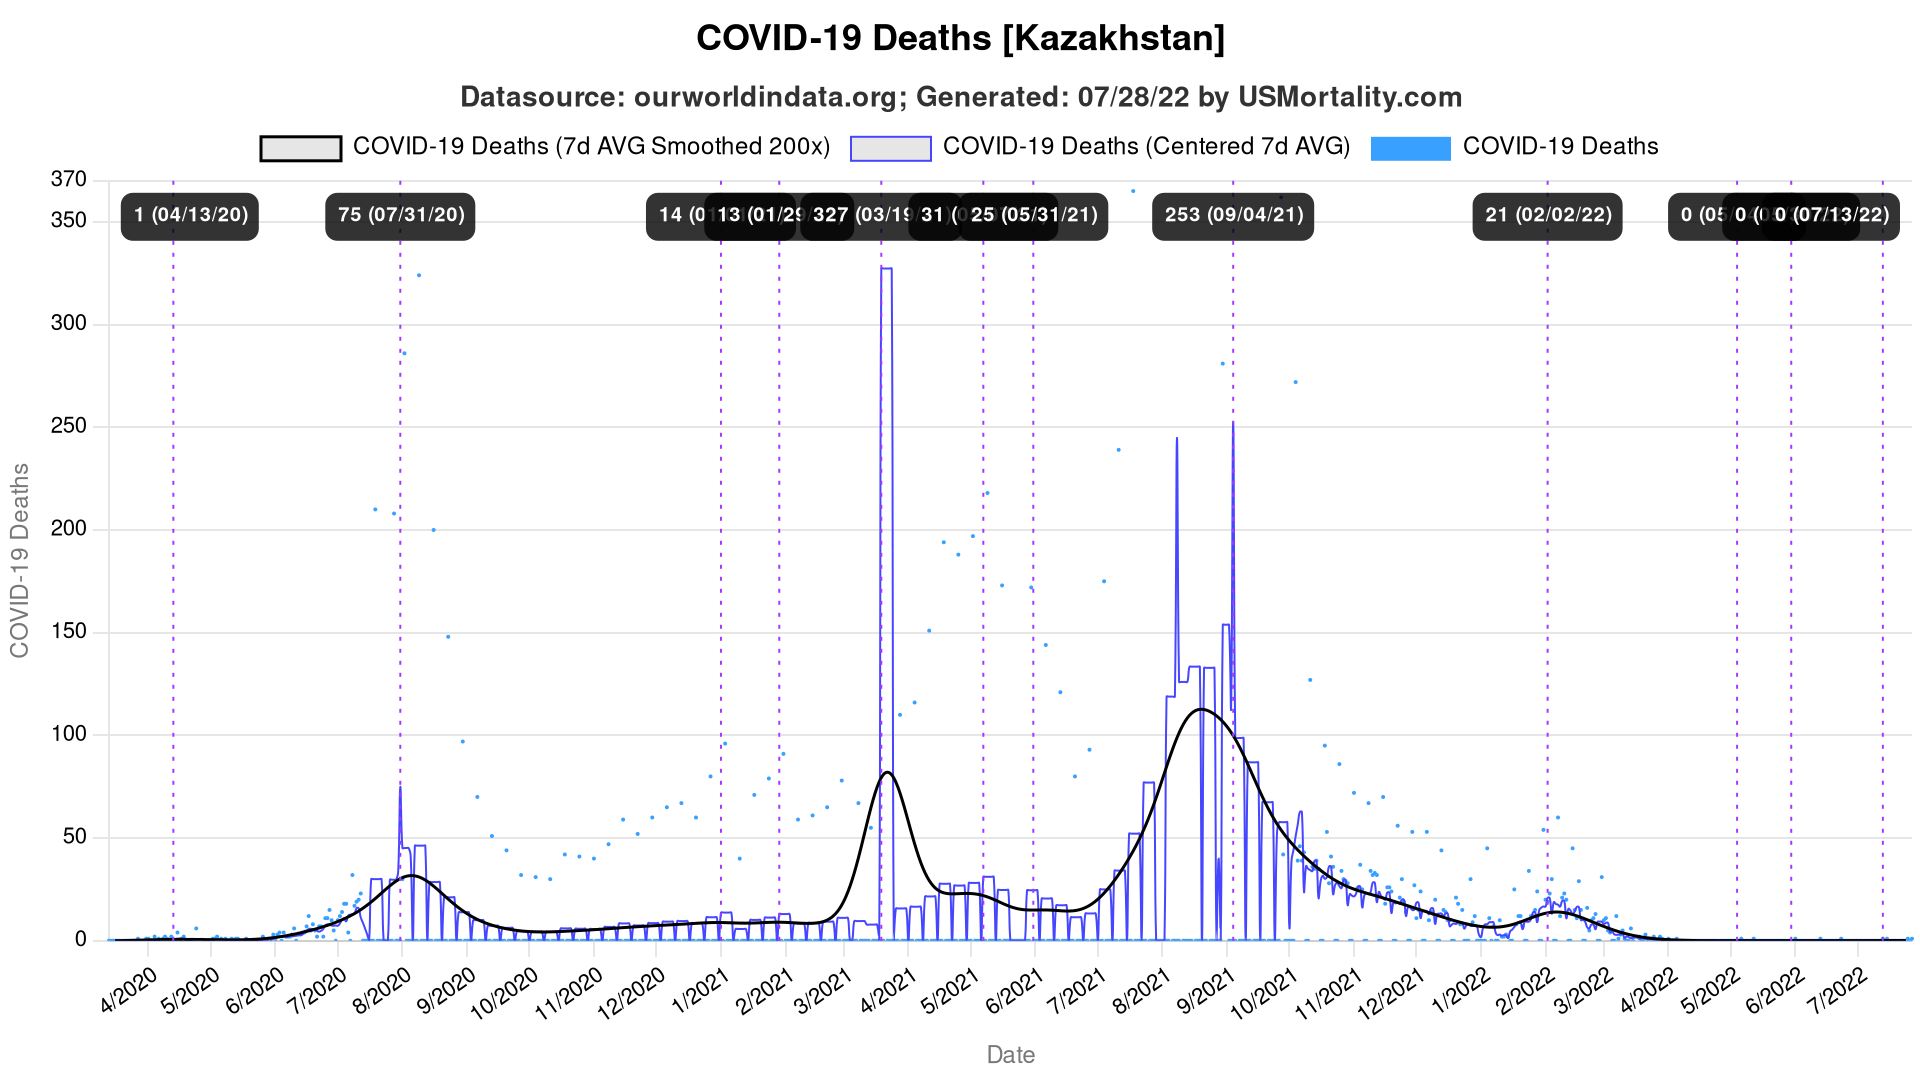 COVID-19 Deaths [Kazakhstan]
Datasource: ourworldindata.org; Generated: 07/28/22 by USMortality.com
COVID-19 Deaths (7d AVG Smoothed 200x) COVID-19 Deaths (Centered 7d AVG) COVID-19 Deaths
370
350
300
250
200
150
100
50
0
COVID-19 Deaths
1 (04/13/20) 75 (07/31/20) 14 (0 13 (01/29 327 (03/19 31) 25 (05/31/21) 253 (09/04/21) 21 (02/02/22) 0 (05 0 ( 0 (07/13/22)
4/2020 5/2020 6/2020 7/2020 8/2020 9/2020 10/2020 11/2020 12/2020 1/2021 2/2021 3/2021 4/2021 5/2021 6/2021 7/2021 8/2021 9/2021 10/2021 11/2021 12/2021 1/2022 2/2022 3/2022 4/2022 5/2022 6/2022 7/2022
Date